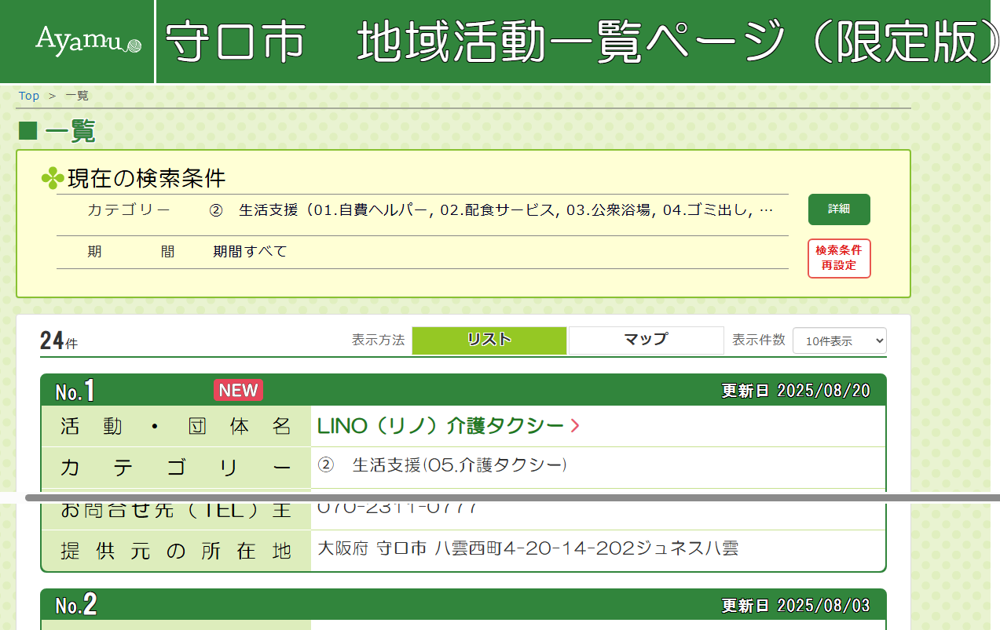 Ayamu 守口市　地域活動一覧ページ（限定版）
Top > 一覧
■ 一覧
現在の検索条件
カテゴリー ②　生活支援（01.自費ヘルパー, 02.配食サービス, 03.公衆浴場, 04.ゴミ出し, …
詳細
期　　間 期間すべて
検索条件
再設定
24件 表示方法 リスト マップ 表示件数 10件表示
No.1 NEW 更新日 2025/08/20
活動・団体名 LINO（リノ）介護タクシー
カテゴリー ②　生活支援(05.介護タクシー)
お問合せ先（TEL）主 070-2311-0777
提供元の所在地 大阪府 守口市 八雲西町4-20-14-202ジュネス八雲
No.2 更新日 2025/08/03